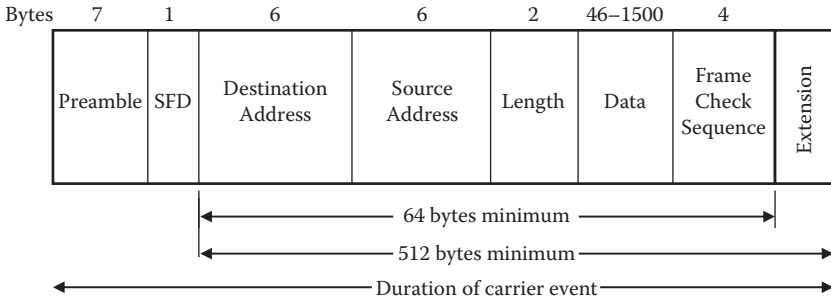 Bytes 7 1 6 6 2 46–1500 4
Preamble SFD Destination Address Source Address Length Data Frame Check Sequence Extension
64 bytes minimum
512 bytes minimum
Duration of carrier event